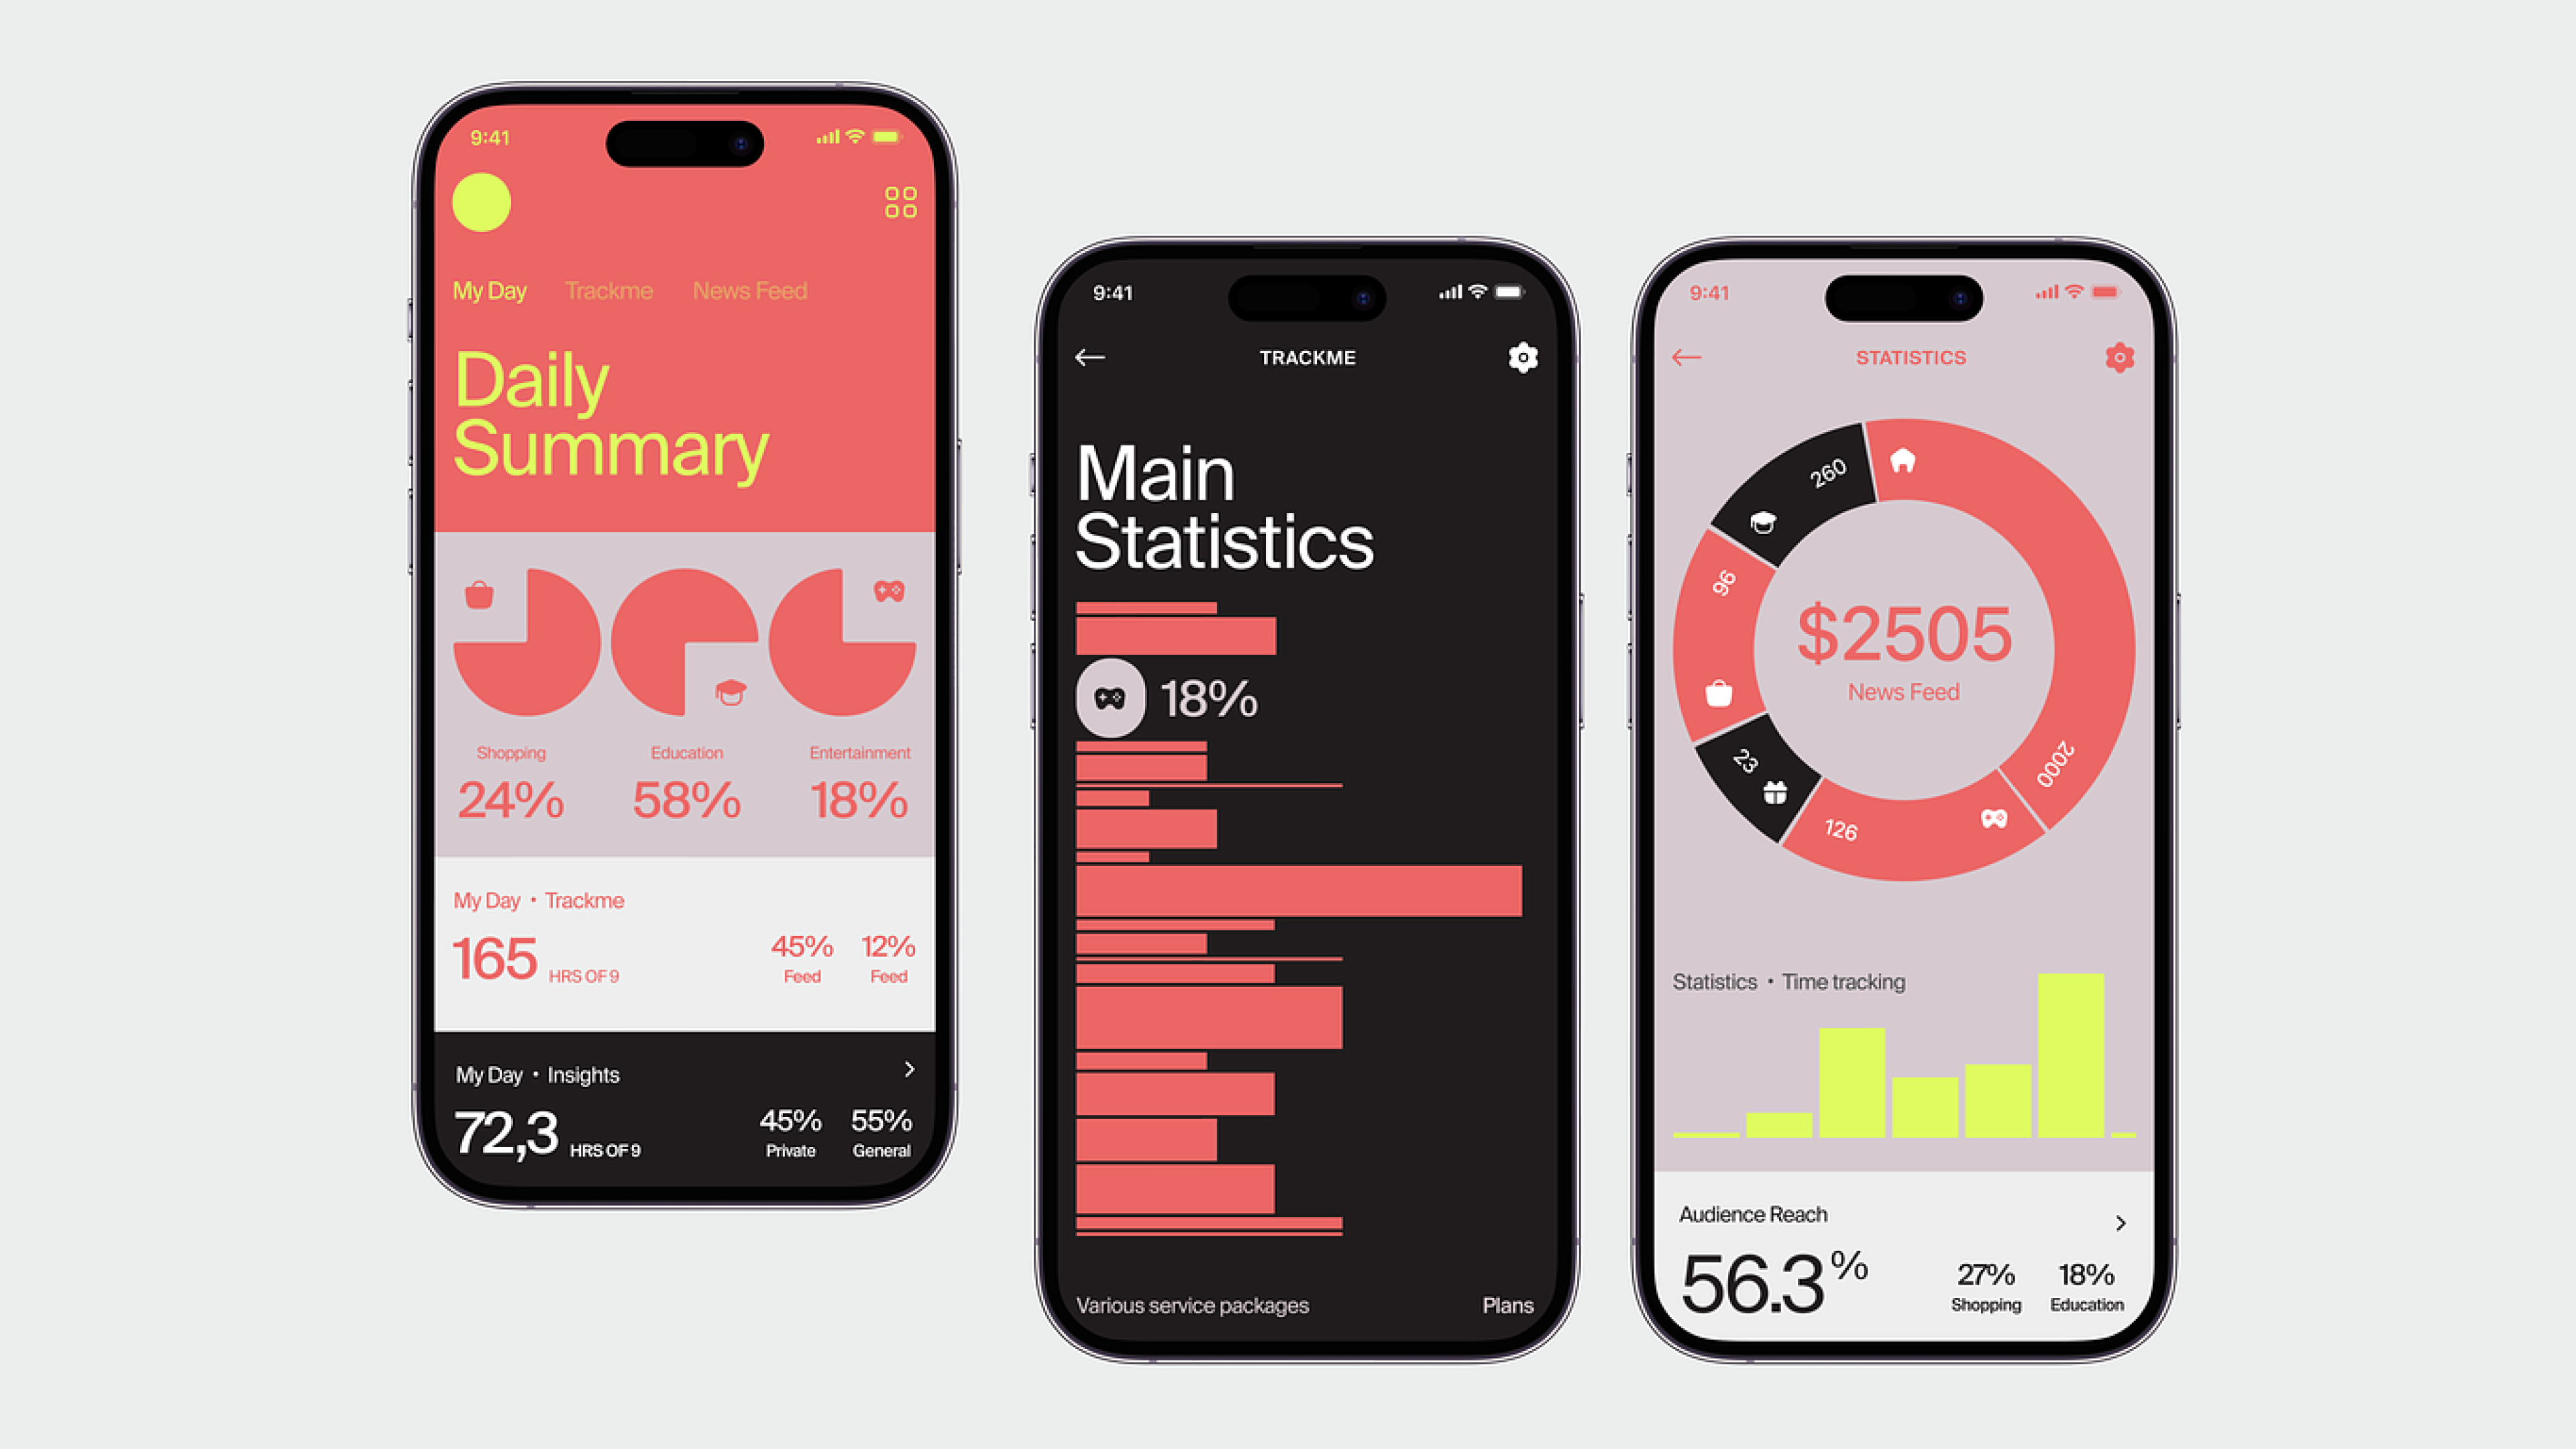 9:41
My Day Trackme News Feed
Daily
Summary
Shopping Education Entertainment
24% 58% 18%
My Day • Trackme
165 HRS OF 9
45% 12%
Feed Feed
My Day • Insights
72,3 HRS OF 9
45% 55%
Private General
9:41
TRACKME
Main
Statistics
18%
Various service packages Plans
9:41
STATISTICS
260
96
23
126
2000
$2505
News Feed
Statistics • Time tracking
Audience Reach
56.3%
27% 18%
Shopping Education